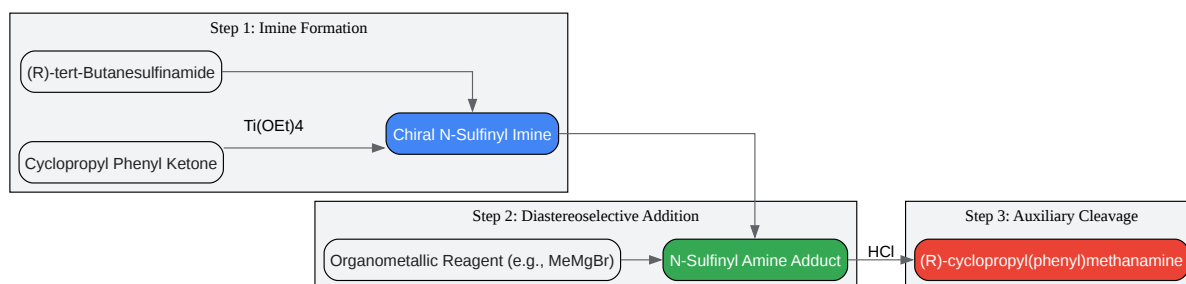 Step 1: Imine Formation
(R)-tert-Butanesulfinamide
Ti(OEt)4
Chiral N-Sulfinyl Imine
Cyclopropyl Phenyl Ketone
Step 2: Diastereoselective Addition
Organometallic Reagent (e.g., MeMgBr)
N-Sulfinyl Amine Adduct
HCl
Step 3: Auxiliary Cleavage
(R)-cyclopropyl(phenyl)methanamine